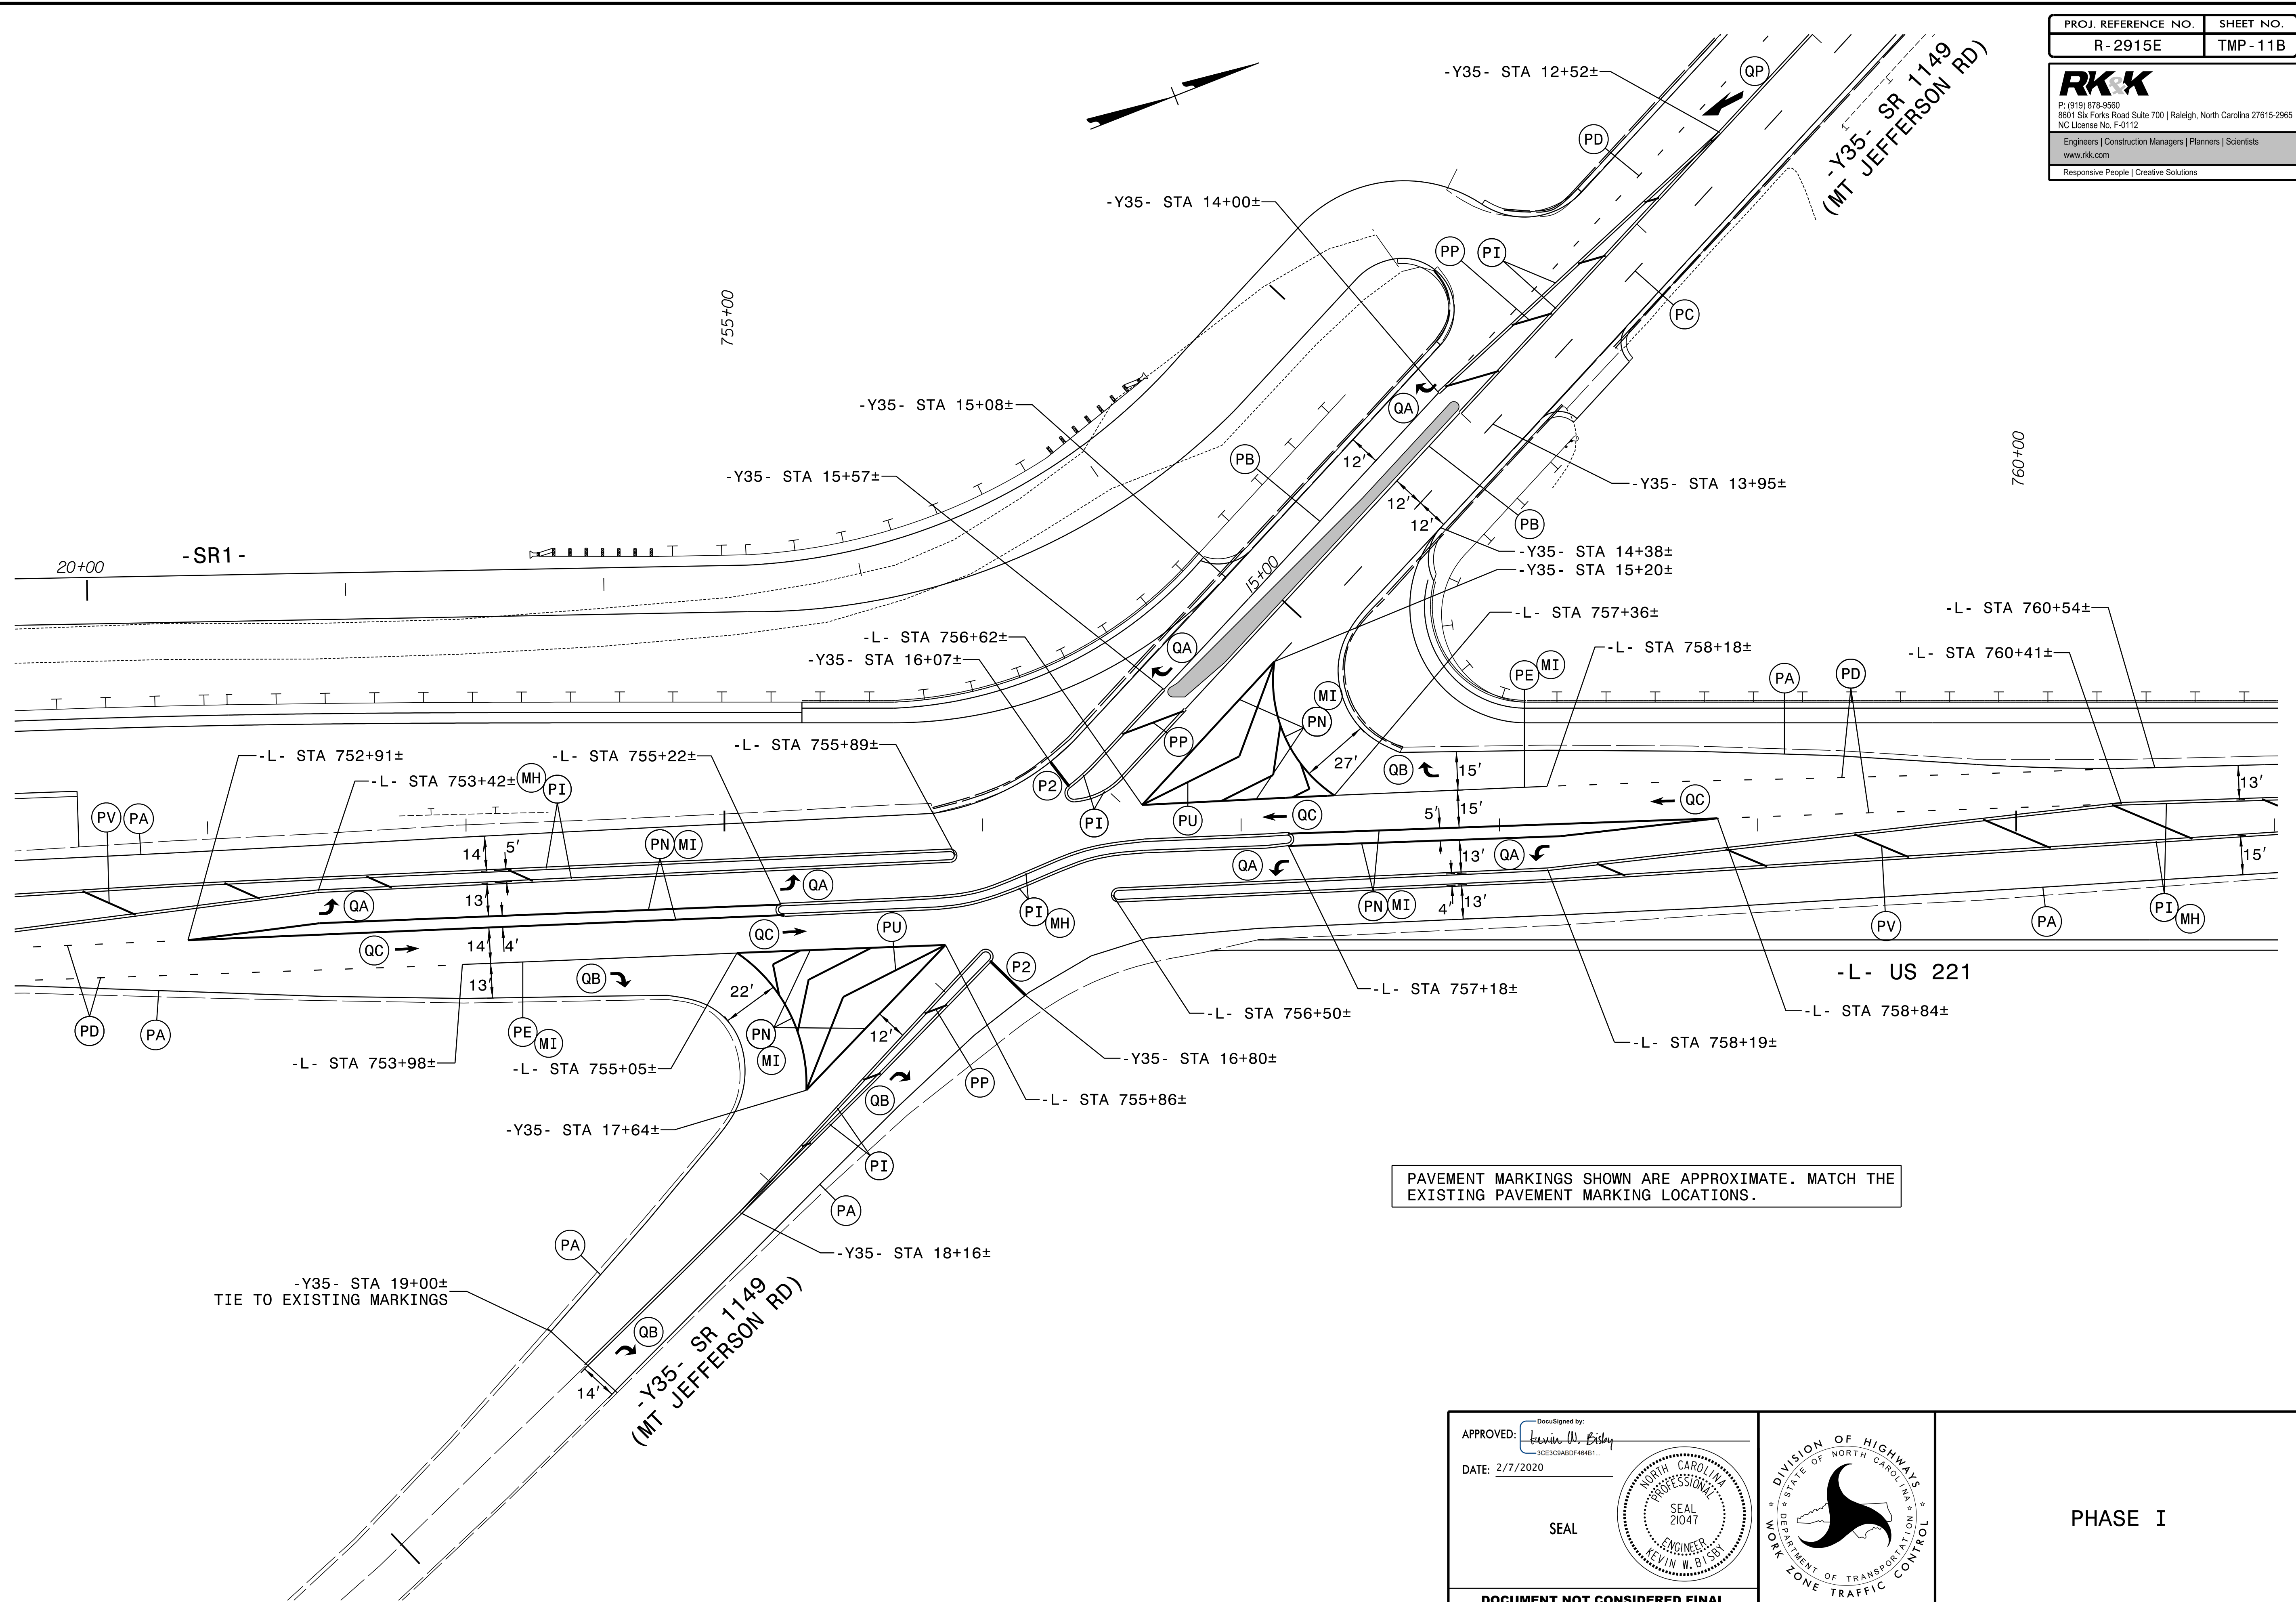 PROJ. REFERENCE NO.
SHEET NO.
R-2915E
TMP-11B
RK&K
P: (919) 878-9560
8601 Six Forks Road Suite 700 | Raleigh, North Carolina 27615-2965
NC License No. F-0112
Engineers | Construction Managers | Planners | Scientists
www.rkk.com
Responsive People | Creative Solutions
-Y35- STA 12+52±
QP
-Y35- SR 1149
(MT JEFFERSON RD)
PD
-Y35- STA 14+00±
PP
PI
PC
755+00
QA
-Y35- STA 15+08±
12'
PB
-Y35- STA 15+57±
-Y35- STA 13+95±
760+00
12'
12'
PB
-Y35- STA 14+38±
-Y35- STA 15+20±
-SR1-
20+00
15+00
-L- STA 757+36±
-L- STA 760+54±
-L- STA 756+62±
-Y35- STA 16+07±
QA
-L- STA 758+18±
-L- STA 760+41±
PE
MI
PA
PD
MI
PN
PP
27'
QB
15'
13'
-L- STA 752+91±
-L- STA 755+22±
-L- STA 755+89±
-L- STA 753+42±
MH
PI
P2
PI
PU
QC
5'
15'
QC
PV
PA
14'
5'
PN
MI
QA
13'
QA
15'
QA
QA
13'
PI
MH
PN
MI
4'
13'
PV
PA
PI
MH
QC
14'
4'
QC
PU
QB
13'
22'
P2
-L- US 221
PD
PA
PE
MI
PN
MI
12'
-L- STA 757+18±
-L- STA 756+50±
-L- STA 758+84±
-L- STA 758+19±
-L- STA 753+98±
-L- STA 755+05±
-Y35- STA 16+80±
QB
PP
-L- STA 755+86±
-Y35- STA 17+64±
PI
PA
PAVEMENT MARKINGS SHOWN ARE APPROXIMATE. MATCH THE
EXISTING PAVEMENT MARKING LOCATIONS.
PA
-Y35- STA 18+16±
-Y35- STA 19+00±
TIE TO EXISTING MARKINGS
QB
14'
-Y35- SR 1149
(MT JEFFERSON RD)
APPROVED:
DocuSigned by:
Kevin W. Bisby
3CE3C9ABDF464B1...
DATE: 2/7/2020
SEAL
NORTH CAROLINA
PROFESSIONAL
SEAL
21047
ENGINEER
KEVIN W. BISBY
DOCUMENT NOT CONSIDERED FINAL
DIVISION OF HIGHWAYS
STATE OF NORTH CAROLINA
DEPARTMENT OF TRANSPORTATION
WORK ZONE TRAFFIC CONTROL
PHASE I